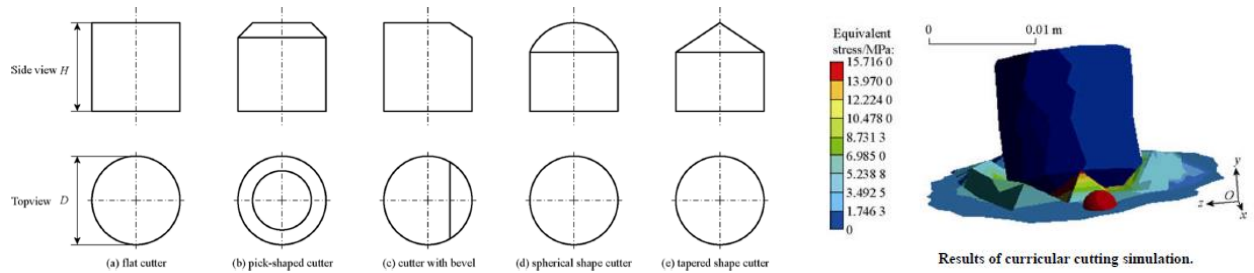 Side view H
Topview D
(a) flat cutter
(b) pick-shaped cutter
(c) cutter with bevel
(d) spherical shape cutter
(e) tapered shape cutter
0 0.01 m
Equivalent
stress/MPa:
15.716 0
13.970 0
12.224 0
10.478 0
8.731 3
6.985 0
5.238 8
3.492 5
1.746 3
0
y
z O x
Results of curricular cutting simulation.